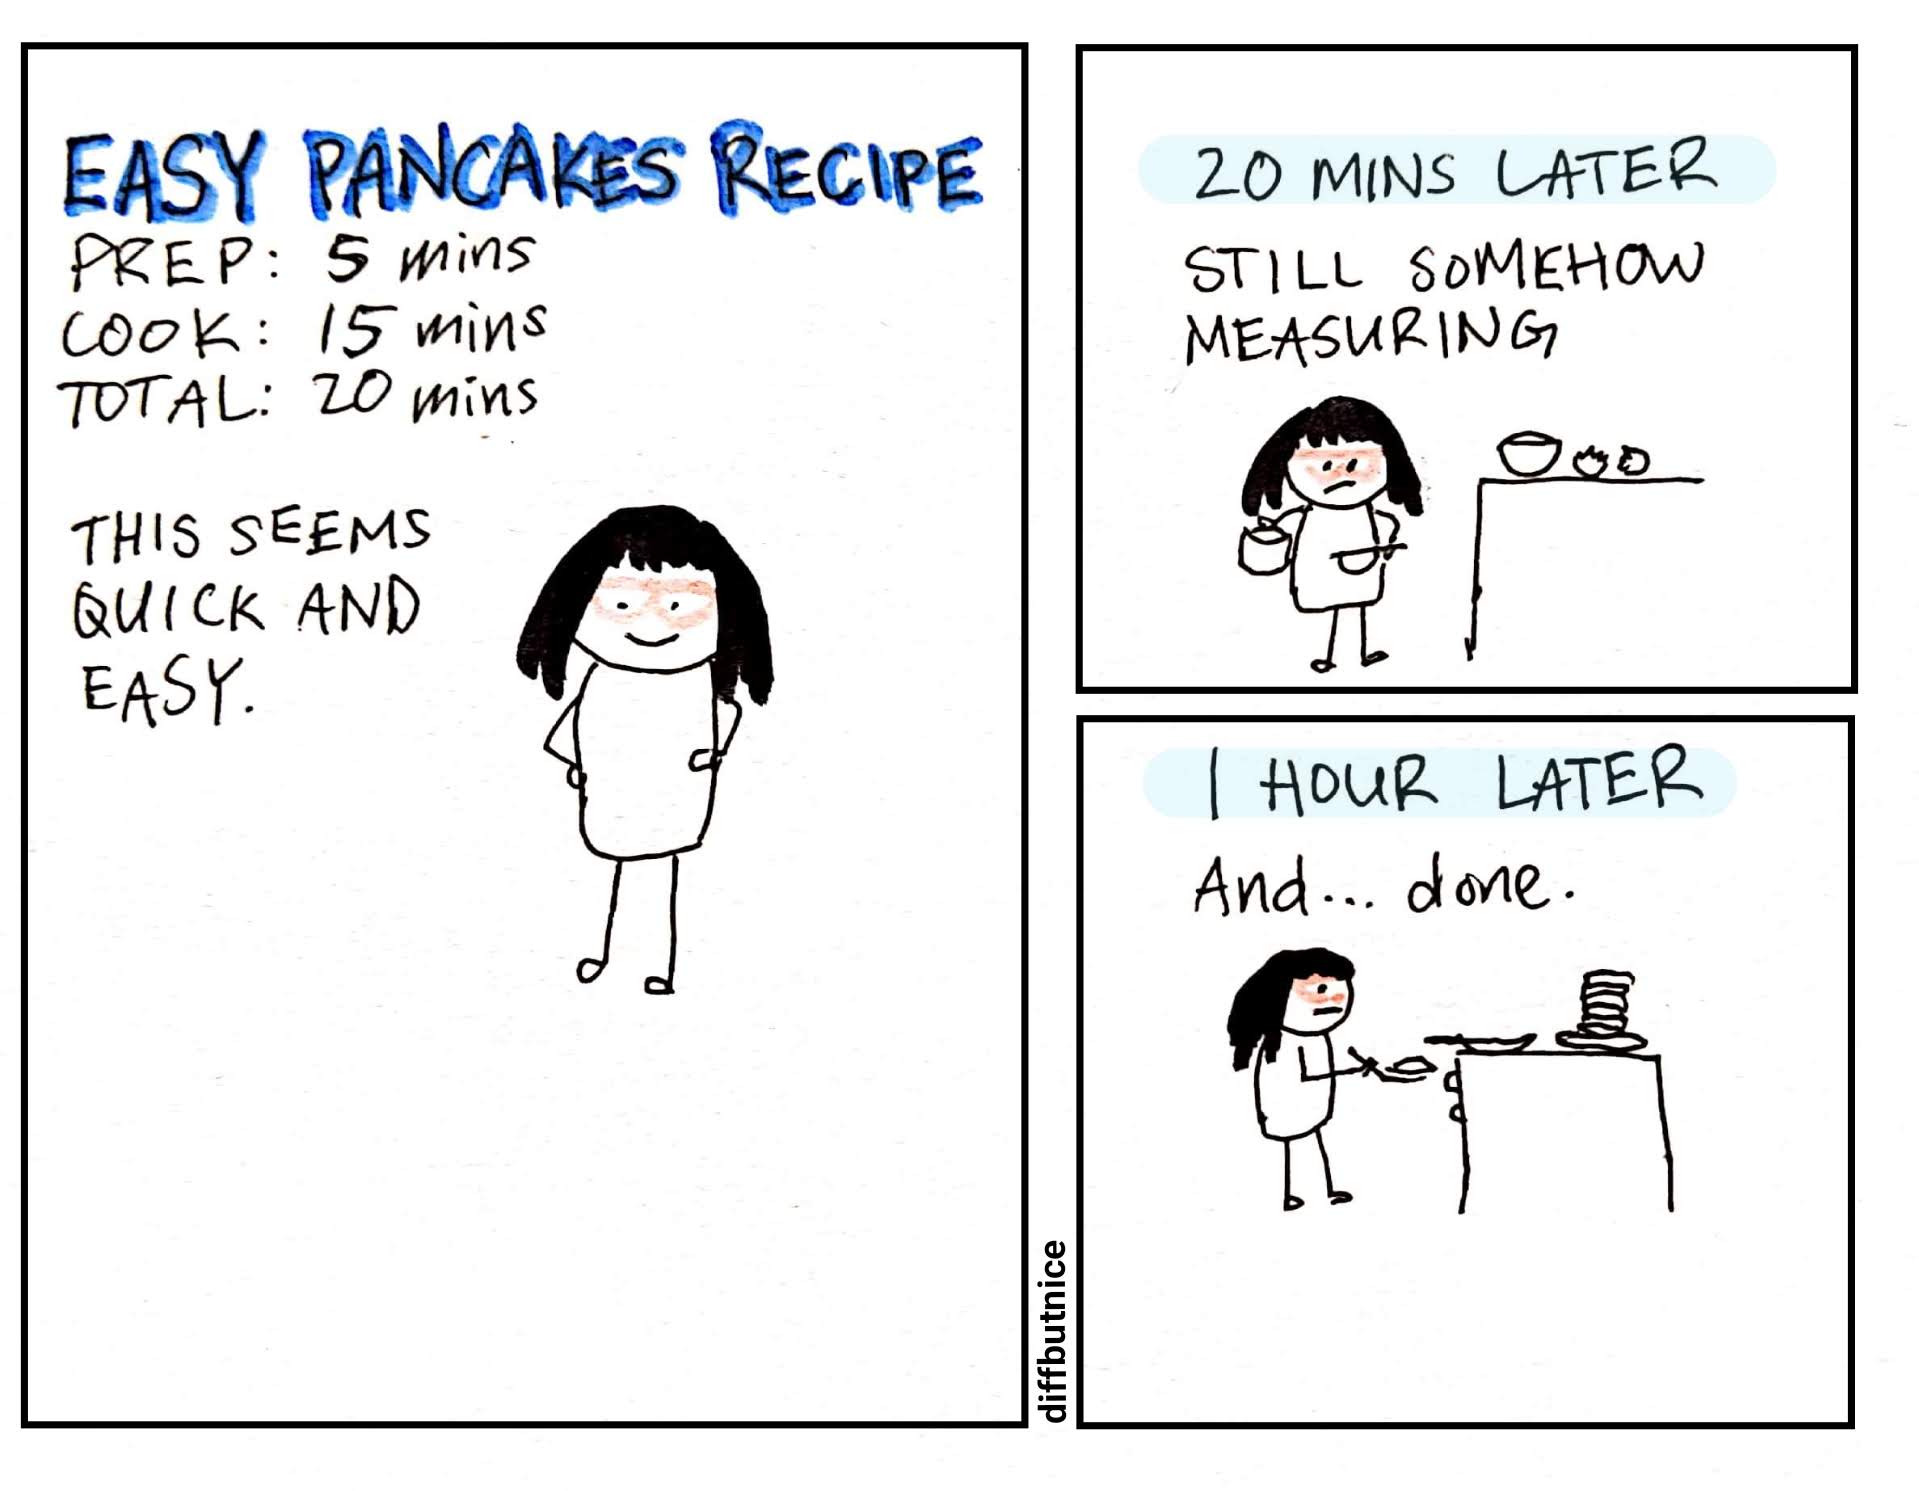 EASY PANCAKES RECIPE
PREP: 5 mins
COOK: 15 mins
TOTAL: 20 mins
THIS SEEMS
QUICK AND
EASY.
20 MINS LATER
STILL SOMEHOW
MEASURING
1 HOUR LATER
And... done.
diffbutnice